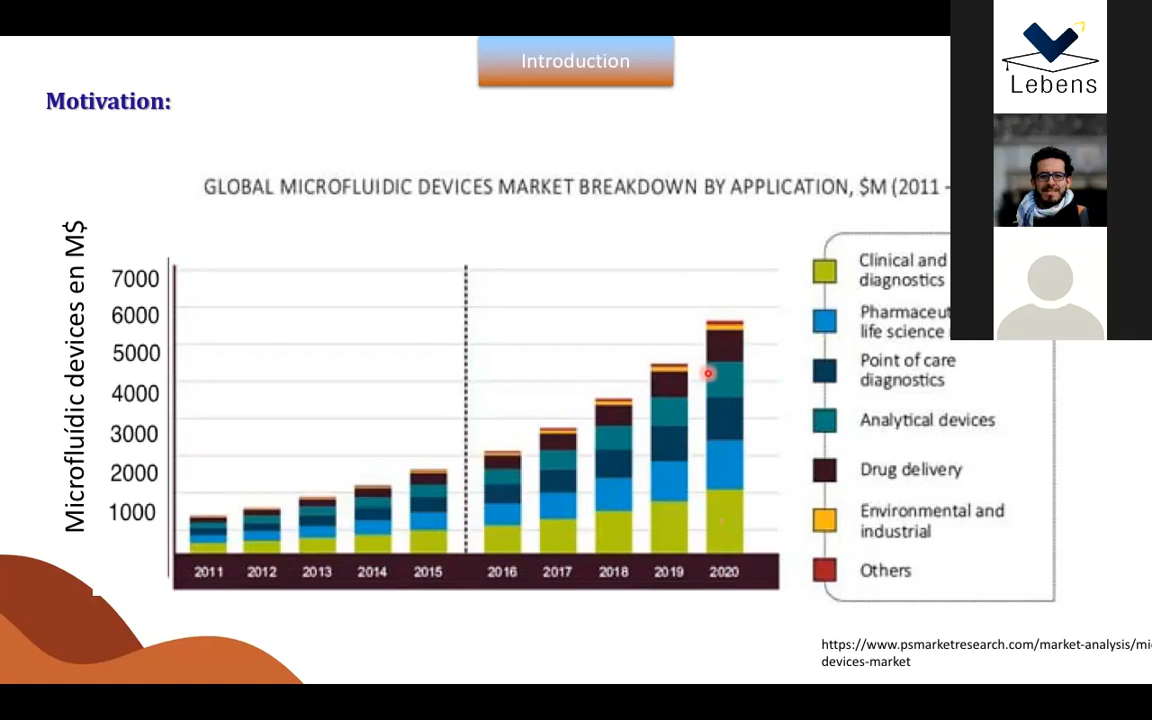 Introduction
Lebens
Motivation:
GLOBAL MICROFLUIDIC DEVICES MARKET BREAKDOWN BY APPLICATION, $M (2011 -
Microfluídic devices en M$
7000
6000
5000
4000
3000
2000
1000
2011 2012 2013 2014 2015 2016 2017 2018 2019 2020
Clinical and
diagnostics
Pharmaceut
life science
Point of care
diagnostics
Analytical devices
Drug delivery
Environmental and
industrial
Others
https://www.psmarketresearch.com/market-analysis/mi
devices-market